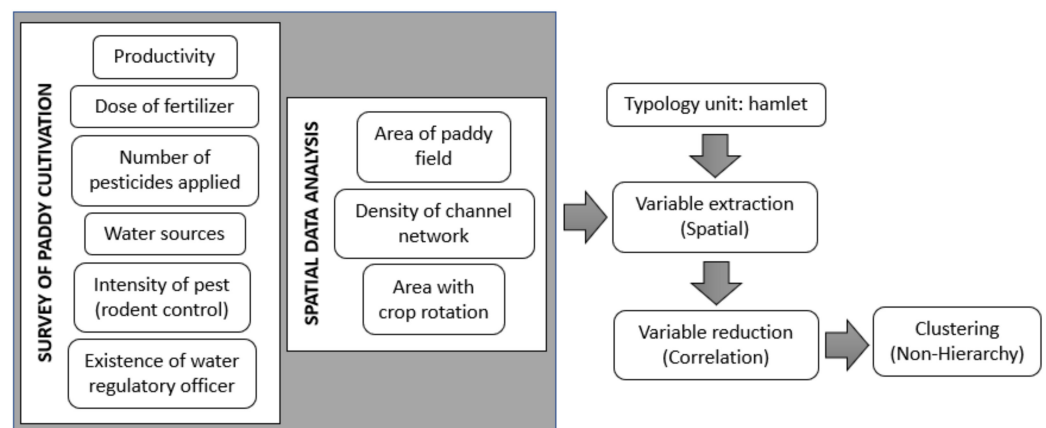 SURVEY OF PADDY CULTIVATION
Productivity
Dose of fertilizer
Number of
pesticides applied
Water sources
Intensity of pest
(rodent control)
Existence of water
regulatory officer
SPATIAL DATA ANALYSIS
Area of paddy
field
Density of channel
network
Area with
crop rotation
Typology unit: hamlet
Variable extraction
(Spatial)
Variable reduction
(Correlation)
Clustering
(Non-Hierarchy)